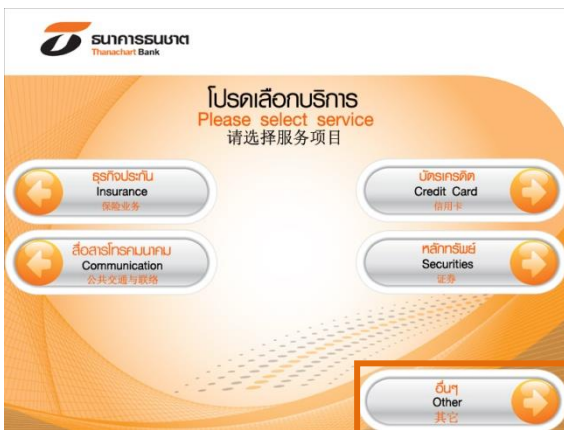 ธนาคารธนชาต
Thanachart Bank
โปรดเลือกบริการ
Please select service
请选择服务项目
ธุรกิจประกัน
Insurance
保险业务
บัตรเครดิต
Credit Card
信用卡
สื่อสารโทรคมนาคม
Communication
公共交通与联络
หลักทรัพย์
Securities
证券
อื่นๆ
Other
其它